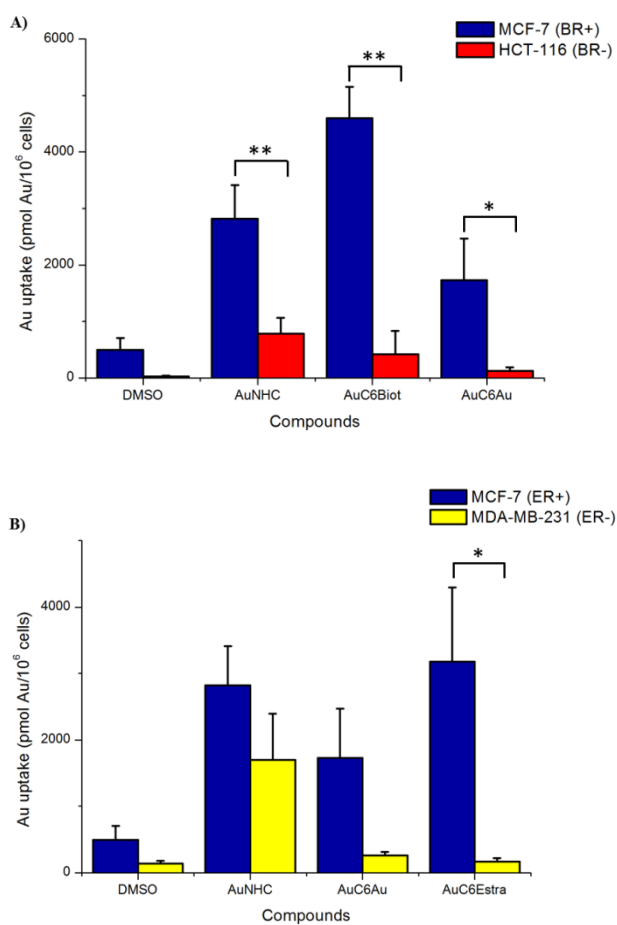 A)
MCF-7 (BR+)
HCT-116 (BR-)
6000
4000
2000
0
Au uptake (pmol Au/10⁶ cells)
**
**
*
DMSO AuNHC AuC6Biot AuC6Au
Compounds
B)
MCF-7 (ER+)
MDA-MB-231 (ER-)
4000
2000
0
Au uptake (pmol Au/10⁶ cells)
*
DMSO AuNHC AuC6Au AuC6Estra
Compounds